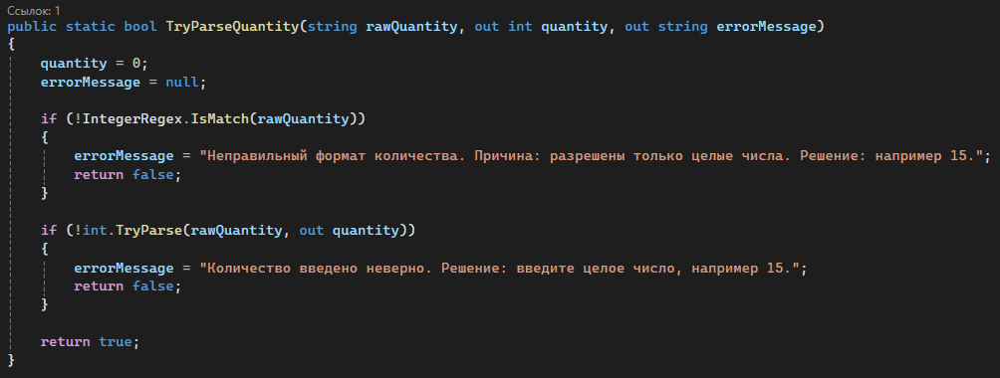 Ссылок: 1
public static bool TryParseQuantity(string rawQuantity, out int quantity, out string errorMessage)
{
    quantity = 0;
    errorMessage = null;

    if (!IntegerRegex.IsMatch(rawQuantity))
    {
        errorMessage = "Неправильный формат количества. Причина: разрешены только целые числа. Решение: например 15.";
        return false;
    }

    if (!int.TryParse(rawQuantity, out quantity))
    {
        errorMessage = "Количество введено неверно. Решение: введите целое число, например 15.";
        return false;
    }

    return true;
}